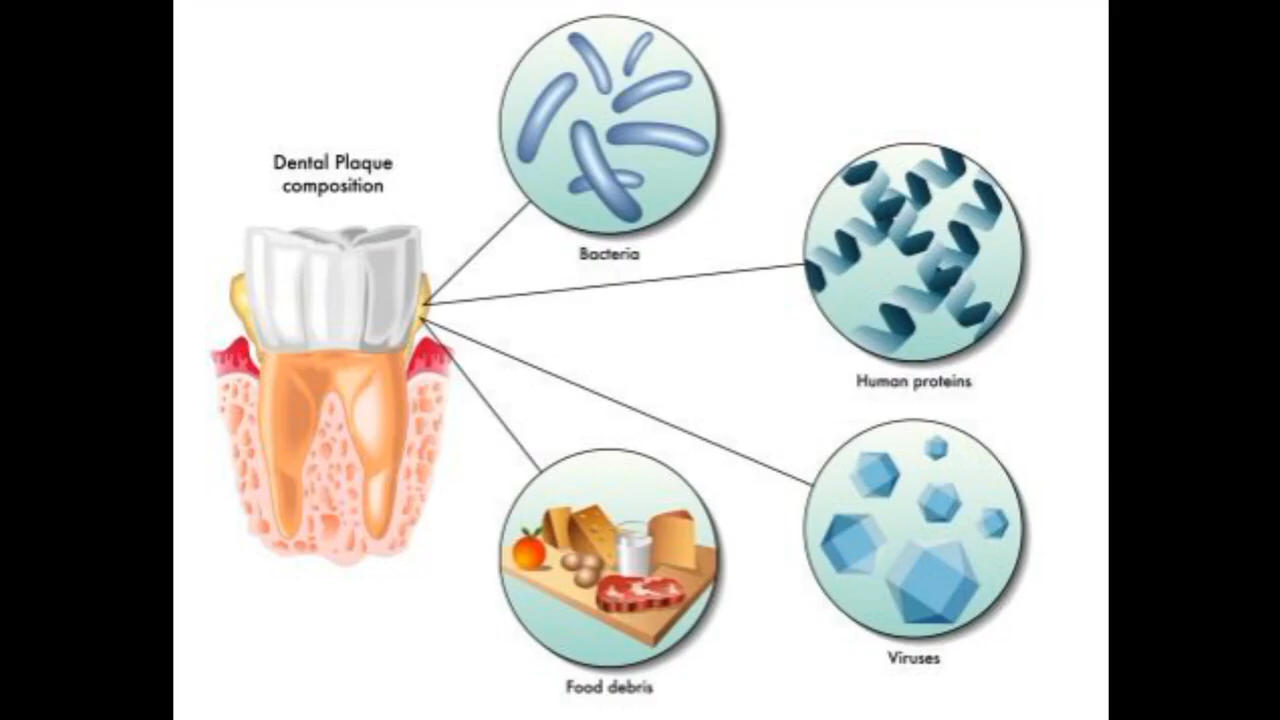 Dental Plaque
composition
Bacteria
Human proteins
Viruses
Food debris